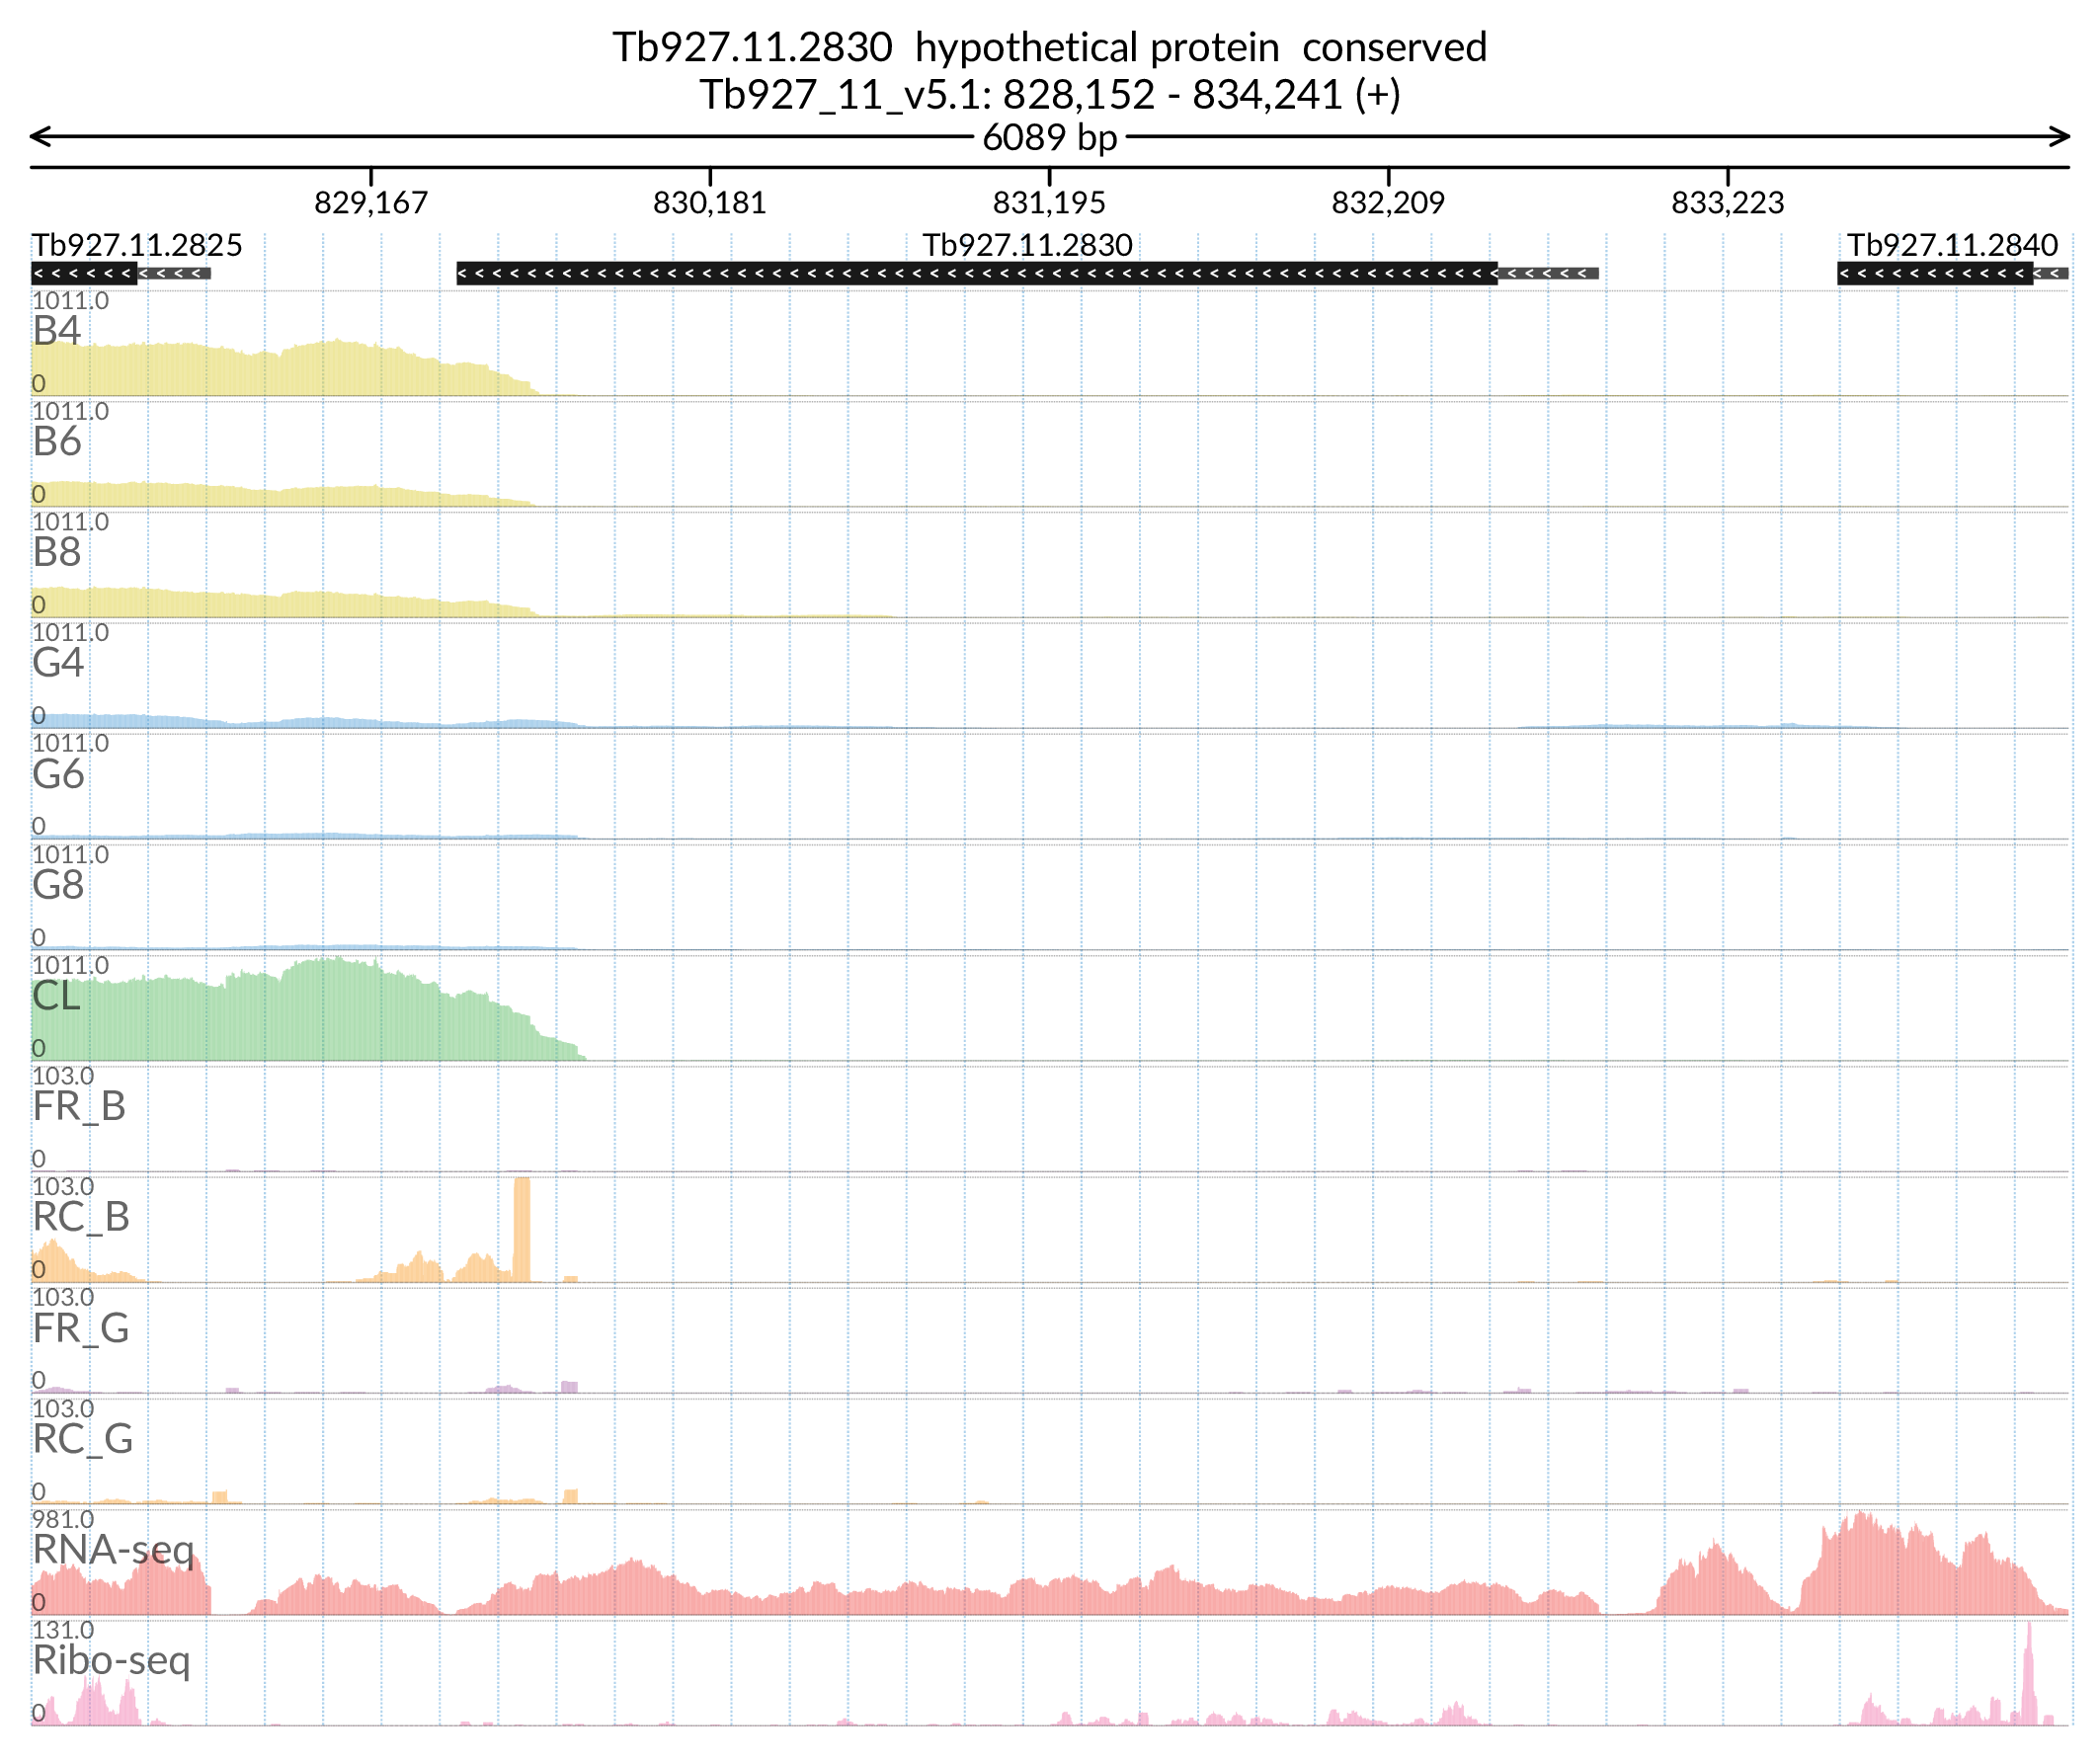 Tb927.11.2830 hypothetical protein conserved
Tb927_11_v5.1: 828,152 - 834,241 (+)
6089 bp
829,167 830,181 831,195 832,209 833,223
Tb927.11.2825 Tb927.11.2830 Tb927.11.2840
1011.0
B4
0
1011.0
B6
0
1011.0
B8
0
1011.0
G4
0
1011.0
G6
0
1011.0
G8
0
1011.0
CL
0
103.0
FR_B
0
103.0
RC_B
0
103.0
FR_G
0
103.0
RC_G
0
981.0
RNA-seq
0
131.0
Ribo-seq
0